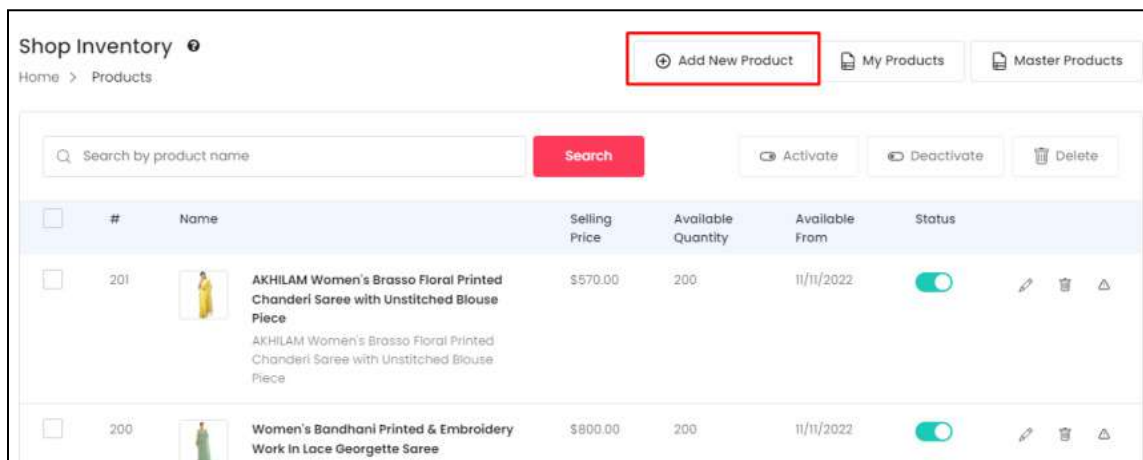 Shop Inventory
Add New Product
My Products
Master Products
Home > Products
Search by product name
Search
Activate
Deactivate
Delete
# Name Selling Price Available Quantity Available From Status
201
AKHILAM Women's Brasso Floral Printed
Chanderi Saree with Unstitched Blouse
Piece
AKHILAM Women's Brasso Floral Printed
Chanderi Saree with Unstitched Blouse
Piece
$570.00
200
11/11/2022
200
Women's Bandhani Printed & Embroidery
Work In Lace Georgette Saree
$800.00
200
11/11/2022